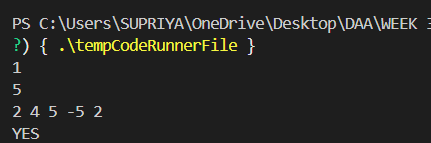 PS C:\Users\SUPRIYA\OneDrive\Desktop\DAA\WEEK 3
?) { .\tempCodeRunnerFile }
1
5
2 4 5 -5 2
YES